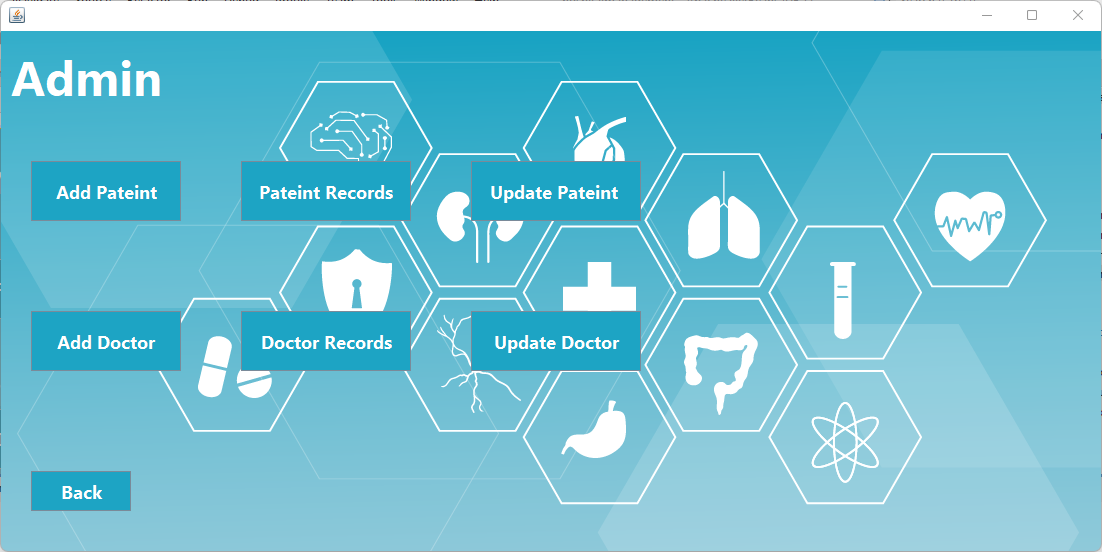 Admin
Add Pateint
Pateint Records
Update Pateint
Add Doctor
Doctor Records
Update Doctor
Back